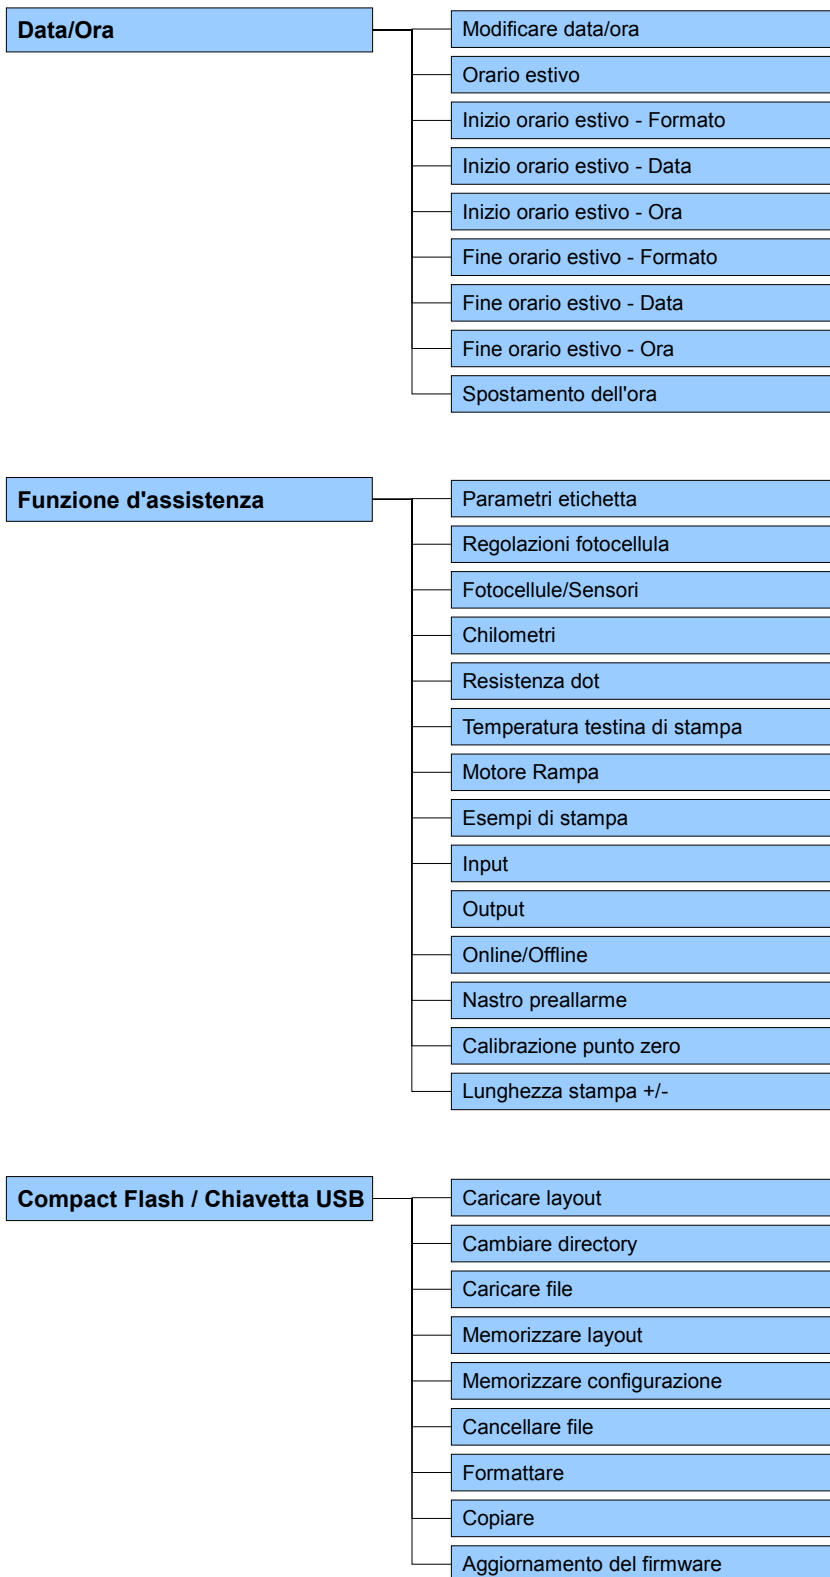 Data/Ora
Modificare data/ora
Orario estivo
Inizio orario estivo - Formato
Inizio orario estivo - Data
Inizio orario estivo - Ora
Fine orario estivo - Formato
Fine orario estivo - Data
Fine orario estivo - Ora
Spostamento dell'ora
Funzione d'assistenza
Parametri etichetta
Regolazioni fotocellula
Fotocellule/Sensori
Chilometri
Resistenza dot
Temperatura testina di stampa
Motore Rampa
Esempi di stampa
Input
Output
Online/Offline
Nastro preallarme
Calibrazione punto zero
Lunghezza stampa +/-
Compact Flash / Chiavetta USB
Caricare layout
Cambiare directory
Caricare file
Memorizzare layout
Memorizzare configurazione
Cancellare file
Formattare
Copiare
Aggiornamento del firmware